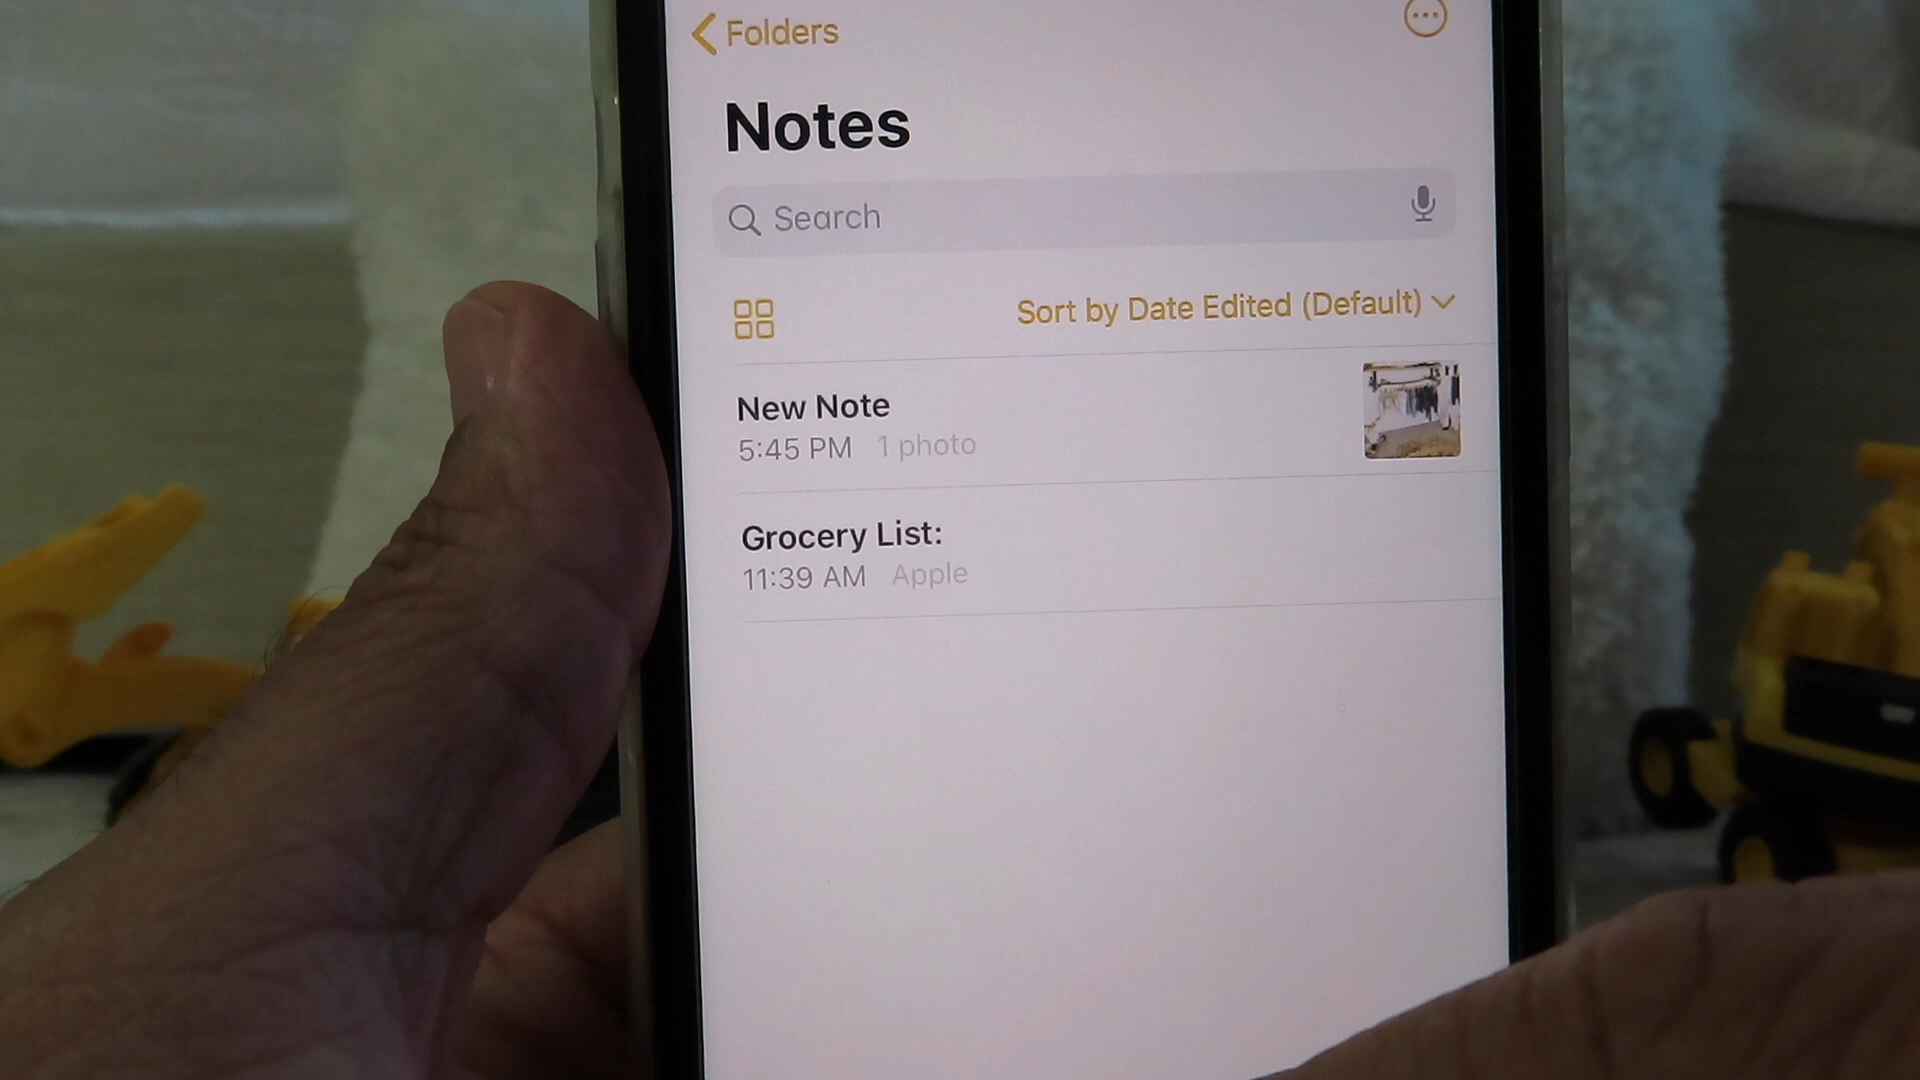 Folders
Notes
Search
Sort by Date Edited (Default)
New Note
5:45 PM 1 photo
Grocery List:
11:39 AM Apple